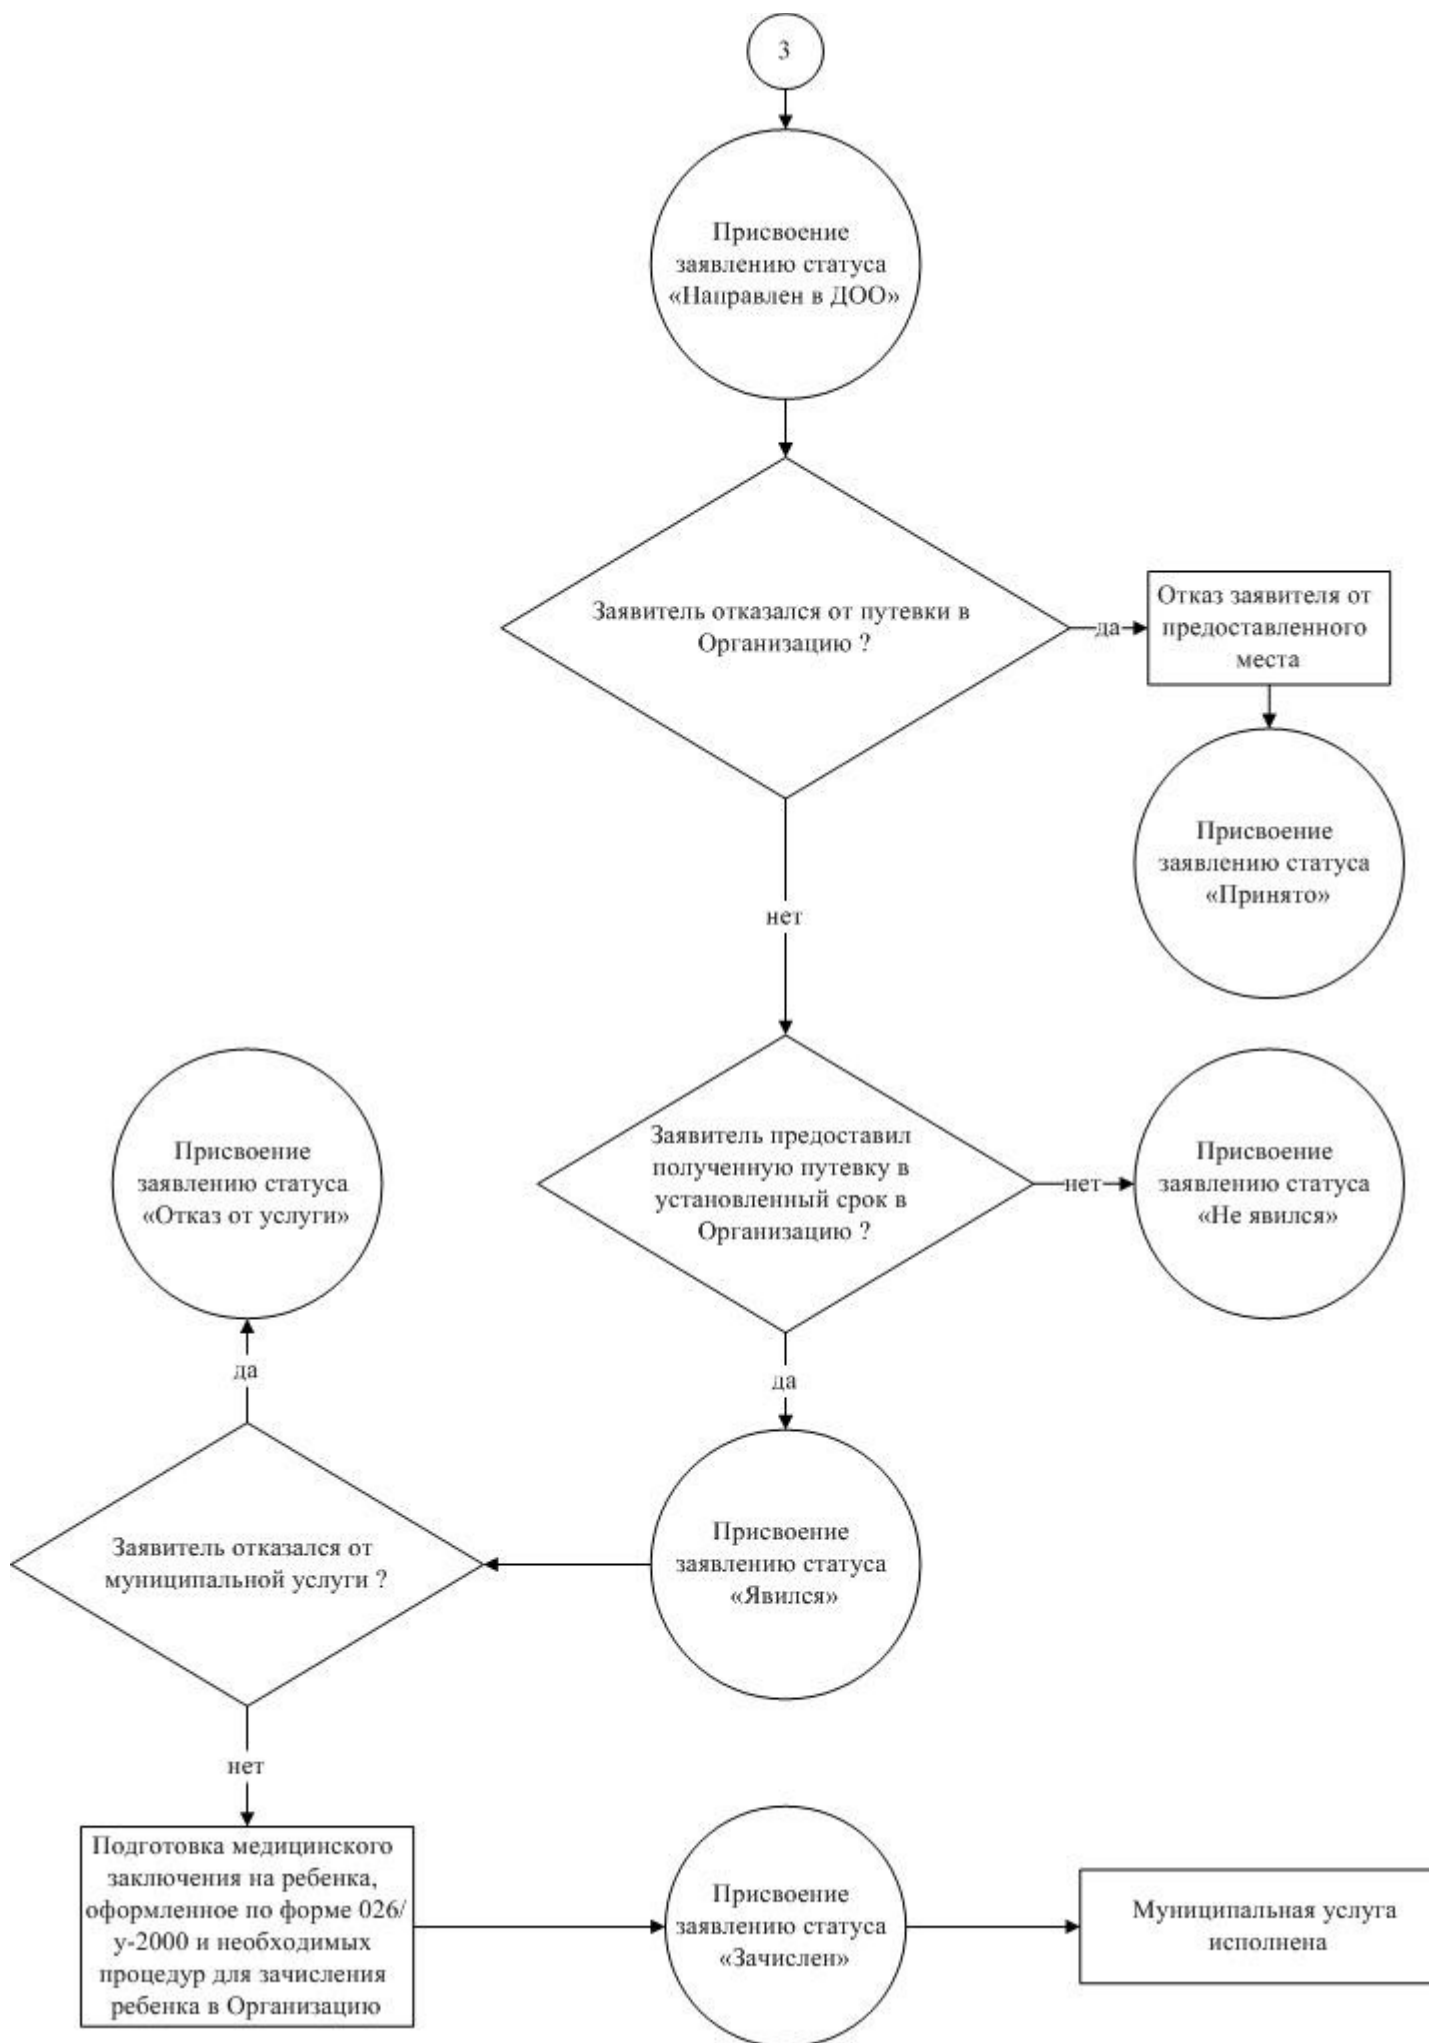 3
Присвоение
заявлению статуса
«Направлен в ДОО»
Заявитель отказался от путевки в
Организацию ?
да
Отказ заявителя от
предоставленного
места
Присвоение
заявлению статуса
«Принято»
нет
Заявитель предоставил
полученную путевку в
установленный срок в
Организацию ?
нет
Присвоение
заявлению статуса
«Не явился»
да
Присвоение
заявлению статуса
«Явился»
Заявитель отказался от
муниципальной услуги ?
да
Присвоение
заявлению статуса
«Отказ от услуги»
нет
Подготовка медицинского
заключения на ребенка,
оформленное по форме 026/
у-2000 и необходимых
процедур для зачисления
ребенка в Организацию
Присвоение
заявлению статуса
«Зачислен»
Муниципальная услуга
исполнена